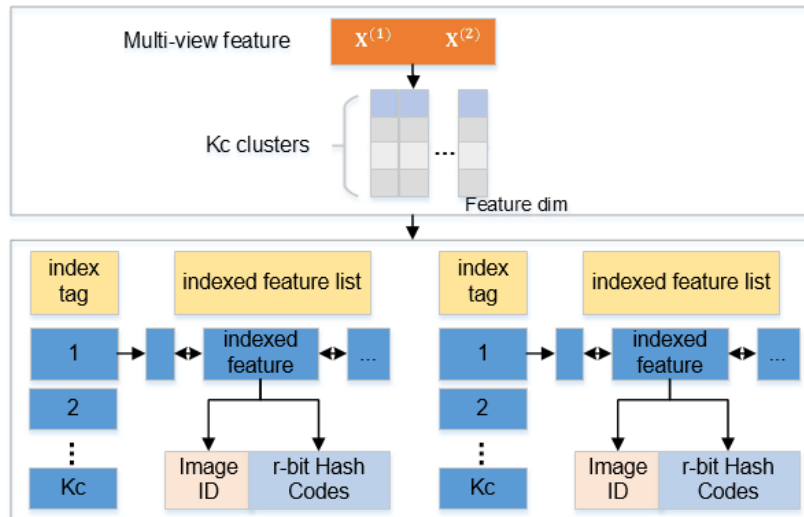 Multi-view feature
X⁽¹⁾ X⁽²⁾
Kc clusters
...
Feature dim
index tag
indexed feature list
index tag
indexed feature list
1
indexed feature
...
1
indexed feature
...
2
2
Kc
Image ID
r-bit Hash Codes
Kc
Image ID
r-bit Hash Codes